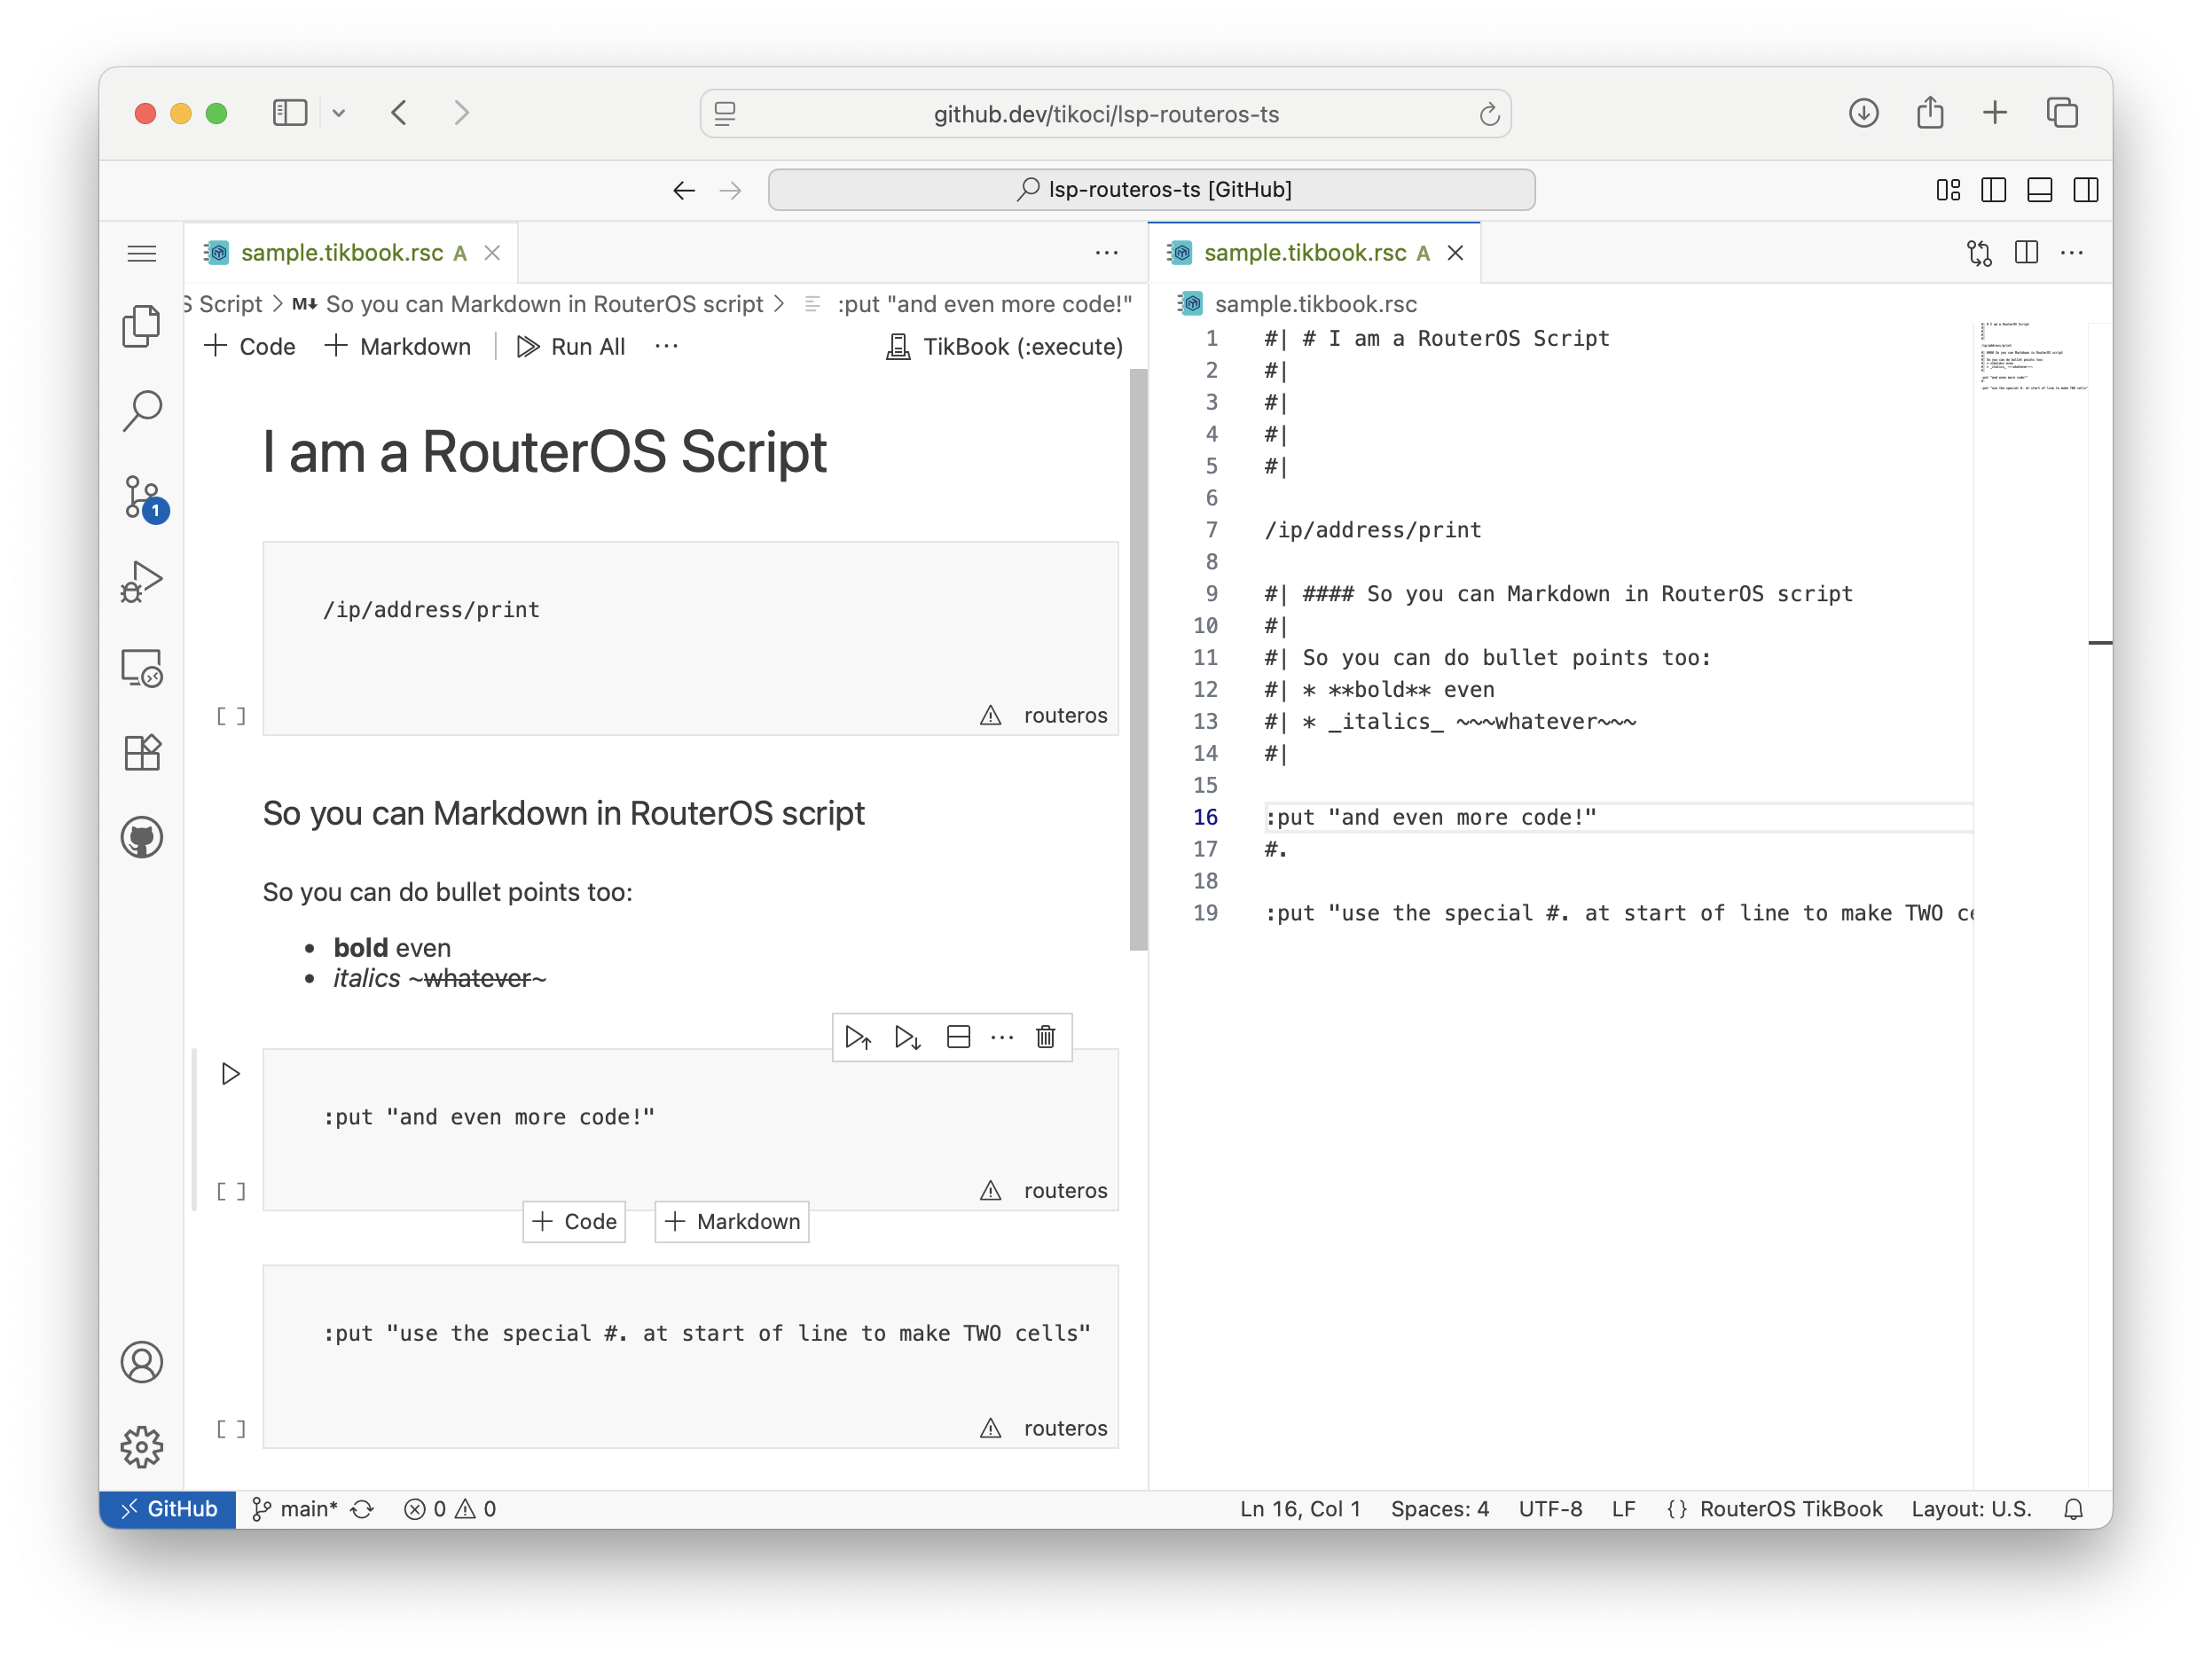 github.dev/tikoci/lsp-routeros-ts
lsp-routeros-ts [GitHub]
sample.tikbook.rsc A
S Script > M↓ So you can Markdown in RouterOS script > :put "and even more code!"
+ Code + Markdown Run All ··· TikBook (:execute)
I am a RouterOS Script
/ip/address/print
[ ] routeros
So you can Markdown in RouterOS script
So you can do bullet points too:
• bold even
• italics ~whatever~
:put "and even more code!"
[ ] routeros
+ Code + Markdown
:put "use the special #. at start of line to make TWO cells"
[ ] routeros
sample.tikbook.rsc A
sample.tikbook.rsc
1 #| # I am a RouterOS Script
2 #|
3 #|
4 #|
5 #|
6
7 /ip/address/print
8
9 #| #### So you can Markdown in RouterOS script
10 #|
11 #| So you can do bullet points too:
12 #| * **bold** even
13 #| * _italics_ ~~~whatever~~~
14 #|
15
16 :put "and even more code!"
17 #.
18
19 :put "use the special #. at start of line to make TWO ce
1
GitHub main* 0 0 Ln 16, Col 1 Spaces: 4 UTF-8 LF {} RouterOS TikBook Layout: U.S.